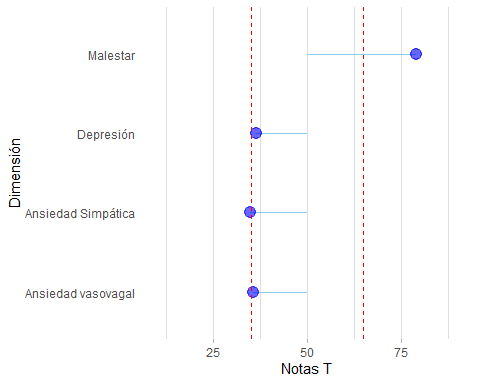 Dimensión
Malestar
Depresión
Ansiedad Simpática
Ansiedad vasovagal
25 50 75
Notas T